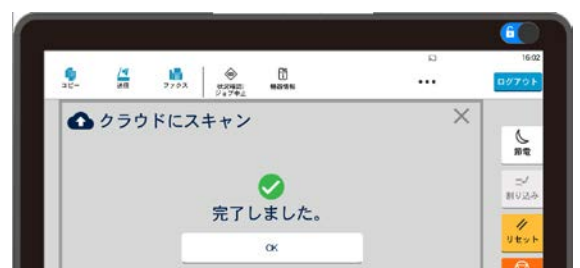 16:02
コピー
送信
ファクス
状況確認/
ジョブ中止
機器情報
•••
ログアウト
クラウドにスキャン
節電
割り込み
完了しました。
リセット
OK